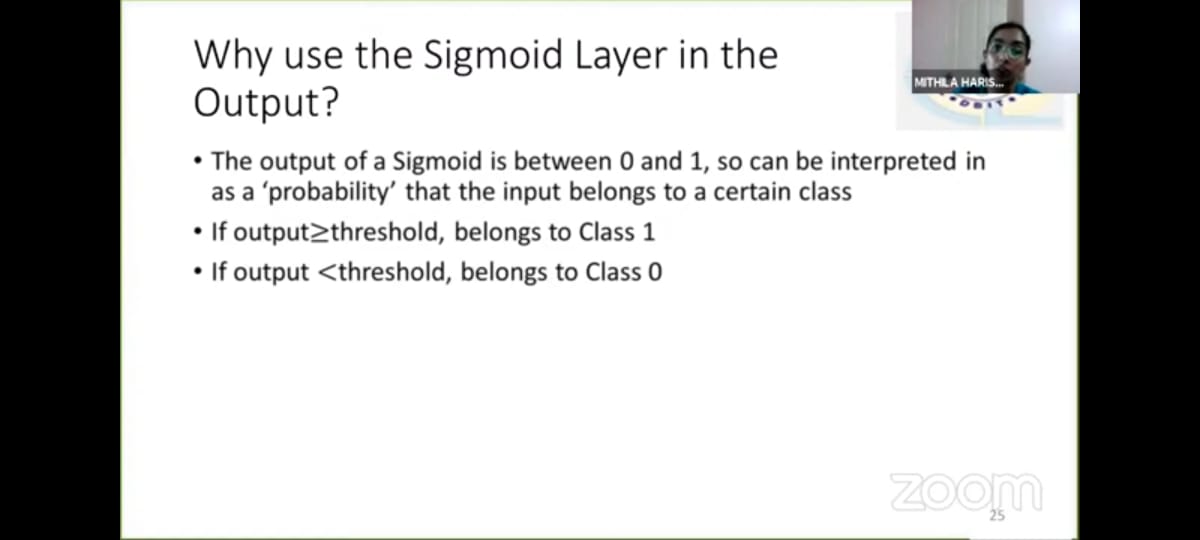 Why use the Sigmoid Layer in the
Output?
MITHILA HARIS...
• The output of a Sigmoid is between 0 and 1, so can be interpreted in
as a ‘probability’ that the input belongs to a certain class
• If output≥threshold, belongs to Class 1
• If output <threshold, belongs to Class 0
zoom
25